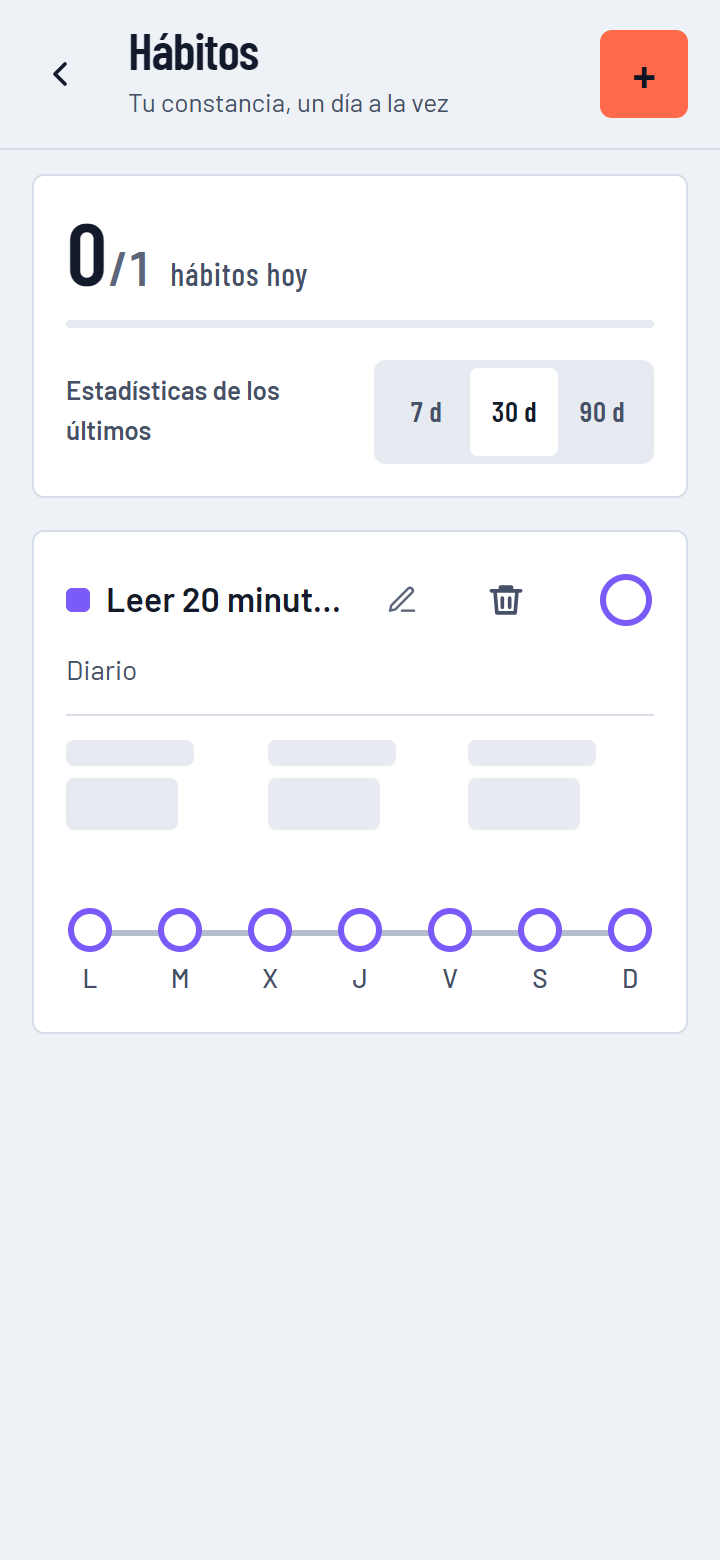 Hábitos
Tu constancia, un día a la vez
+
0/1 hábitos hoy
Estadísticas de los
últimos
7 d 30 d 90 d
Leer 20 minut...
Diario
L M X J V S D